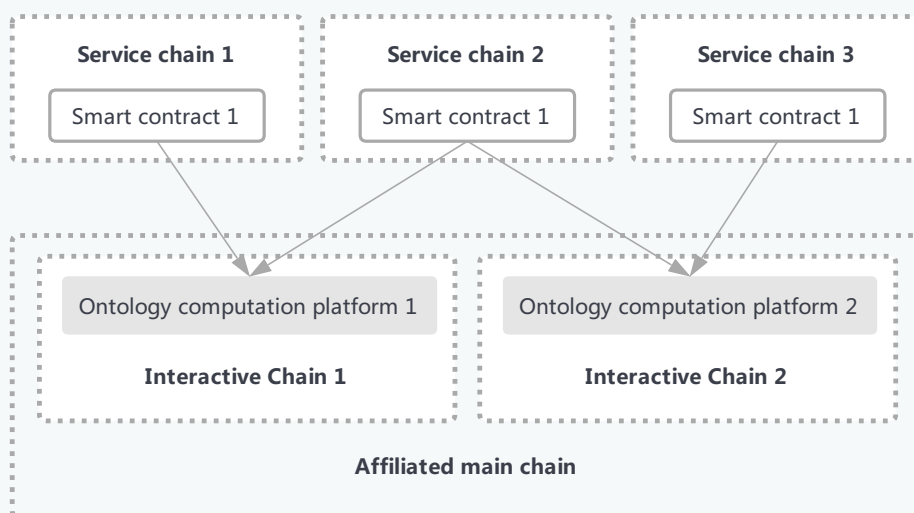 Service chain 1
Service chain 2
Service chain 3
Smart contract 1
Smart contract 1
Smart contract 1
Ontology computation platform 1
Ontology computation platform 2
Interactive Chain 1
Interactive Chain 2
Affiliated main chain